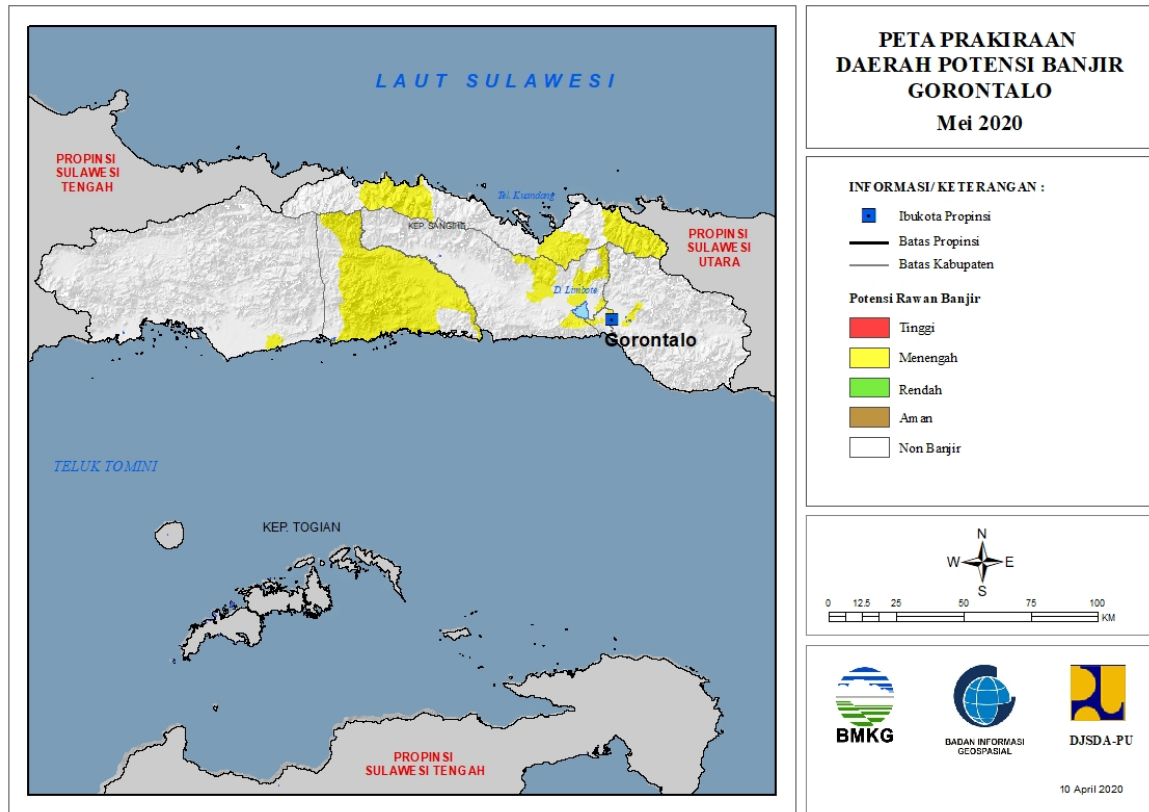 LAUT SULAWESI
PROPINSI
SULAWESI
TENGAH
Tel. Kuandang
KEP. SANGIHE
PROPINSI
SULAWESI
UTARA
D. Limboto
Gorontalo
TELUK TOMINI
KEP. TOGIAN
PROPINSI
SULAWESI TENGAH
PETA PRAKIRAAN
DAERAH POTENSI BANJIR
GORONTALO
Mei 2020
INFORMASI/ KETERANGAN :
Ibukota Propinsi
Batas Propinsi
Batas Kabupaten
Potensi Rawan Banjir
Tinggi
Menengah
Rendah
Aman
Non Banjir
N
W E
S
0 12.5 25 50 75 100
KM
BMKG
BADAN INFORMASI
GEOSPASIAL
DJSDA-PU
10 April 2020